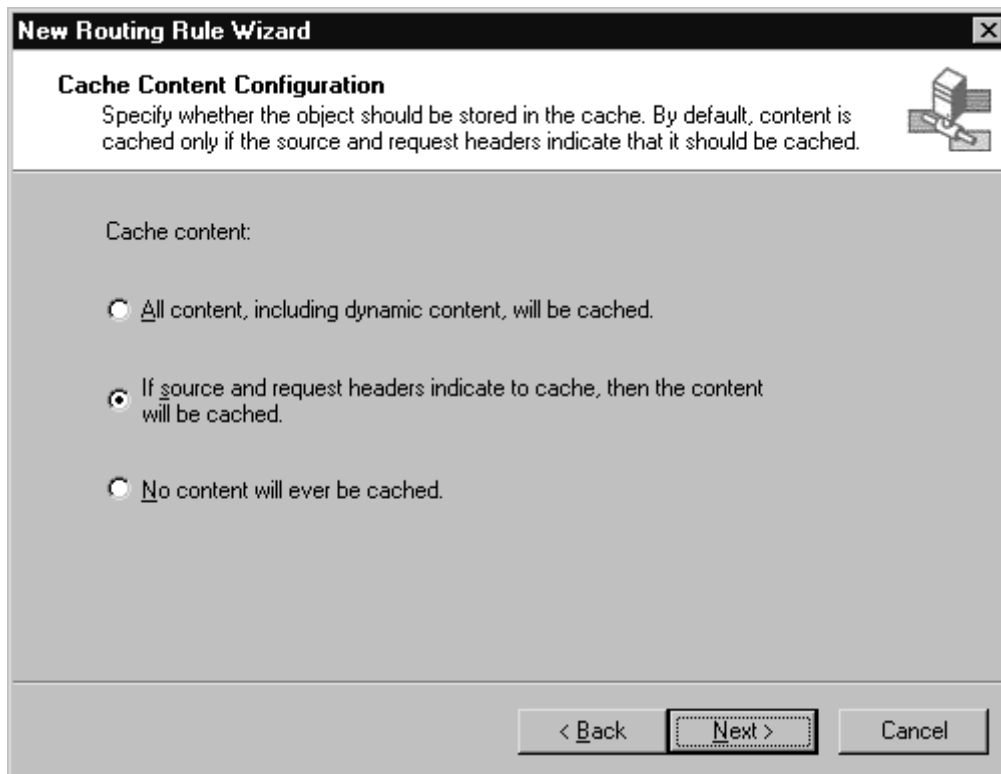 New Routing Rule Wizard
Cache Content Configuration
Specify whether the object should be stored in the cache. By default, content is
cached only if the source and request headers indicate that it should be cached.
Cache content:
All content, including dynamic content, will be cached.
If source and request headers indicate to cache, then the content
will be cached.
No content will ever be cached.
< Back Next > Cancel